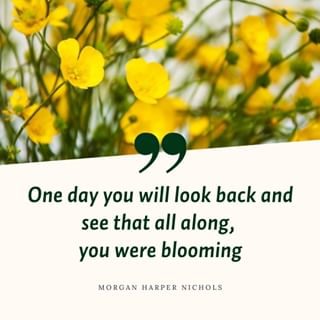 ”
One day you will look back and
see that all along,
you were blooming
MORGAN HARPER NICHOLS